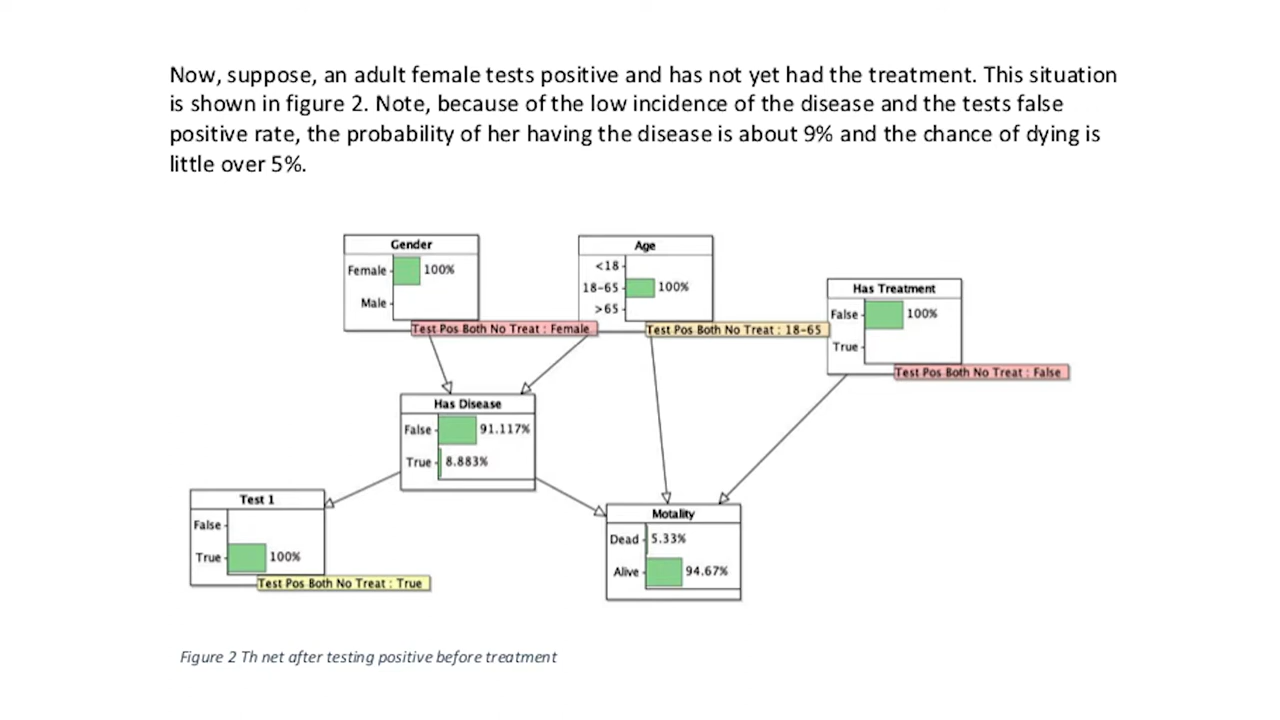 Now, suppose, an adult female tests positive and has not yet had the treatment. This situation
is shown in figure 2. Note, because of the low incidence of the disease and the tests false
positive rate, the probability of her having the disease is about 9% and the chance of dying is
little over 5%.
Gender
Female
100%
Male
Test Pos Both No Treat : Female
Age
<18
18-65
100%
>65
Test Pos Both No Treat : 18-65
Has Treatment
False
100%
True
Test Pos Both No Treat : False
Has Disease
False
91.117%
True
8.883%
Test 1
False
True
100%
Test Pos Both No Treat : True
Motality
Dead
5.33%
Alive
94.67%
Figure 2 Th net after testing positive before treatment